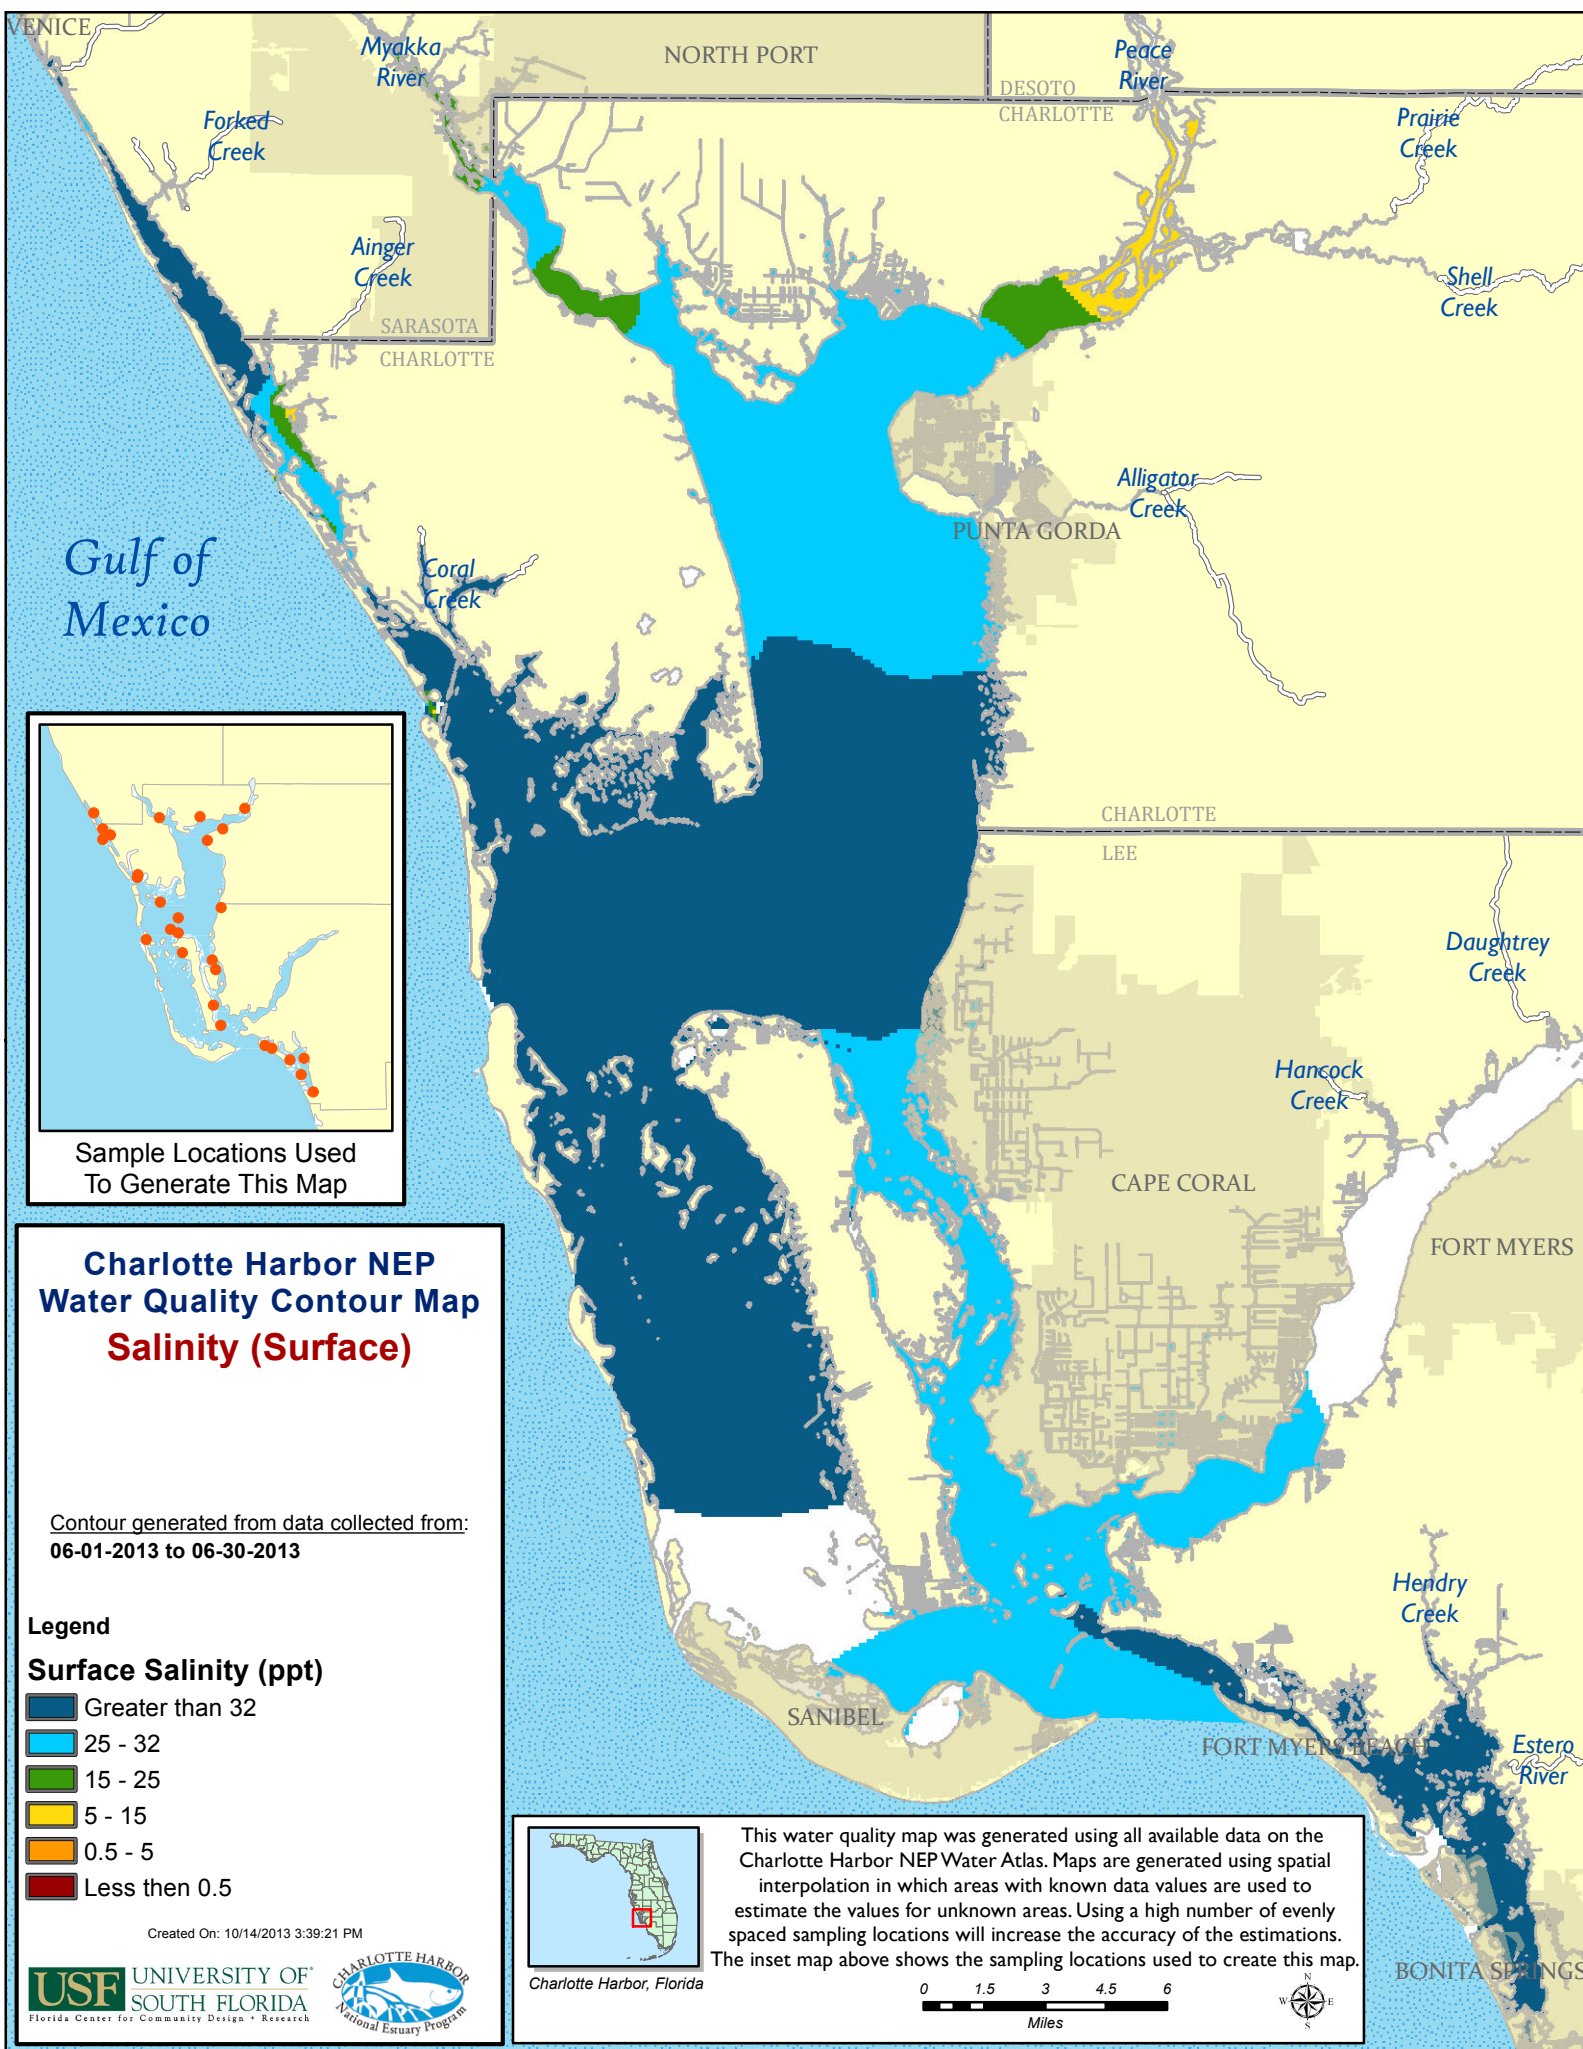 VENICE
Myakka
River
NORTH PORT
Peace
River
DESOTO
CHARLOTTE
Forked
Creek
Prairie
Creek
Ainger
Creek
Shell
Creek
SARASOTA
CHARLOTTE
Alligator
Creek
PUNTA GORDA
Gulf of
Mexico
Coral
Creek
CHARLOTTE
LEE
Daughtrey
Creek
Hancock
Creek
CAPE CORAL
FORT MYERS
Sample Locations Used
To Generate This Map
Charlotte Harbor NEP
Water Quality Contour Map
Salinity (Surface)
Contour generated from data collected from:
06-01-2013 to 06-30-2013
Hendry
Creek
Legend
Surface Salinity (ppt)
Greater than 32
25 - 32
15 - 25
5 - 15
0.5 - 5
Less then 0.5
SANIBEL
FORT MYERS BEACH
Estero
River
BONITA SPRINGS
Created On: 10/14/2013 3:39:21 PM
USF UNIVERSITY OF
SOUTH FLORIDA
Florida Center for Community Design + Research
CHARLOTTE HARBOR
National Estuary Program
Charlotte Harbor, Florida
This water quality map was generated using all available data on the
Charlotte Harbor NEP Water Atlas. Maps are generated using spatial
interpolation in which areas with known data values are used to
estimate the values for unknown areas. Using a high number of evenly
spaced sampling locations will increase the accuracy of the estimations.
The inset map above shows the sampling locations used to create this map.
0 1.5 3 4.5 6
Miles
N
W E
S